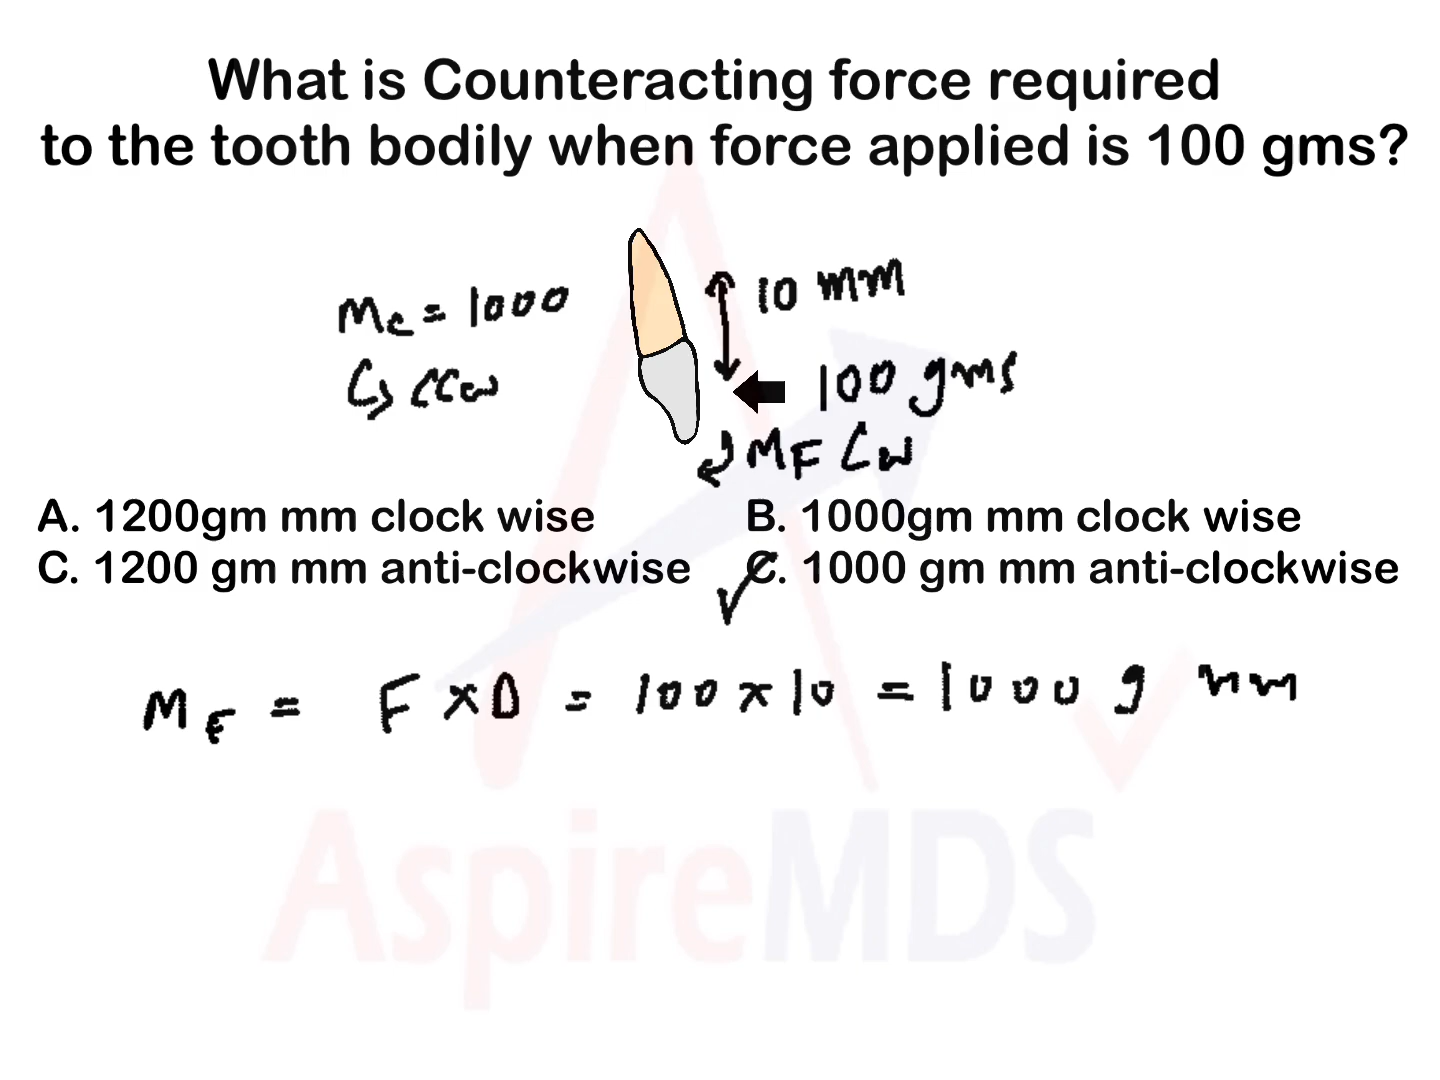 What is Counteracting force required
to the tooth bodily when force applied is 100 gms?
10 mm
Mc = 1000
CCW
100 gms
MF CW
A. 1200gm mm clock wise
B. 1000gm mm clock wise
C. 1200 gm mm anti-clockwise
C. 1000 gm mm anti-clockwise
MF = F x D = 100 x 10 = 1000 g mm
AspireMDS